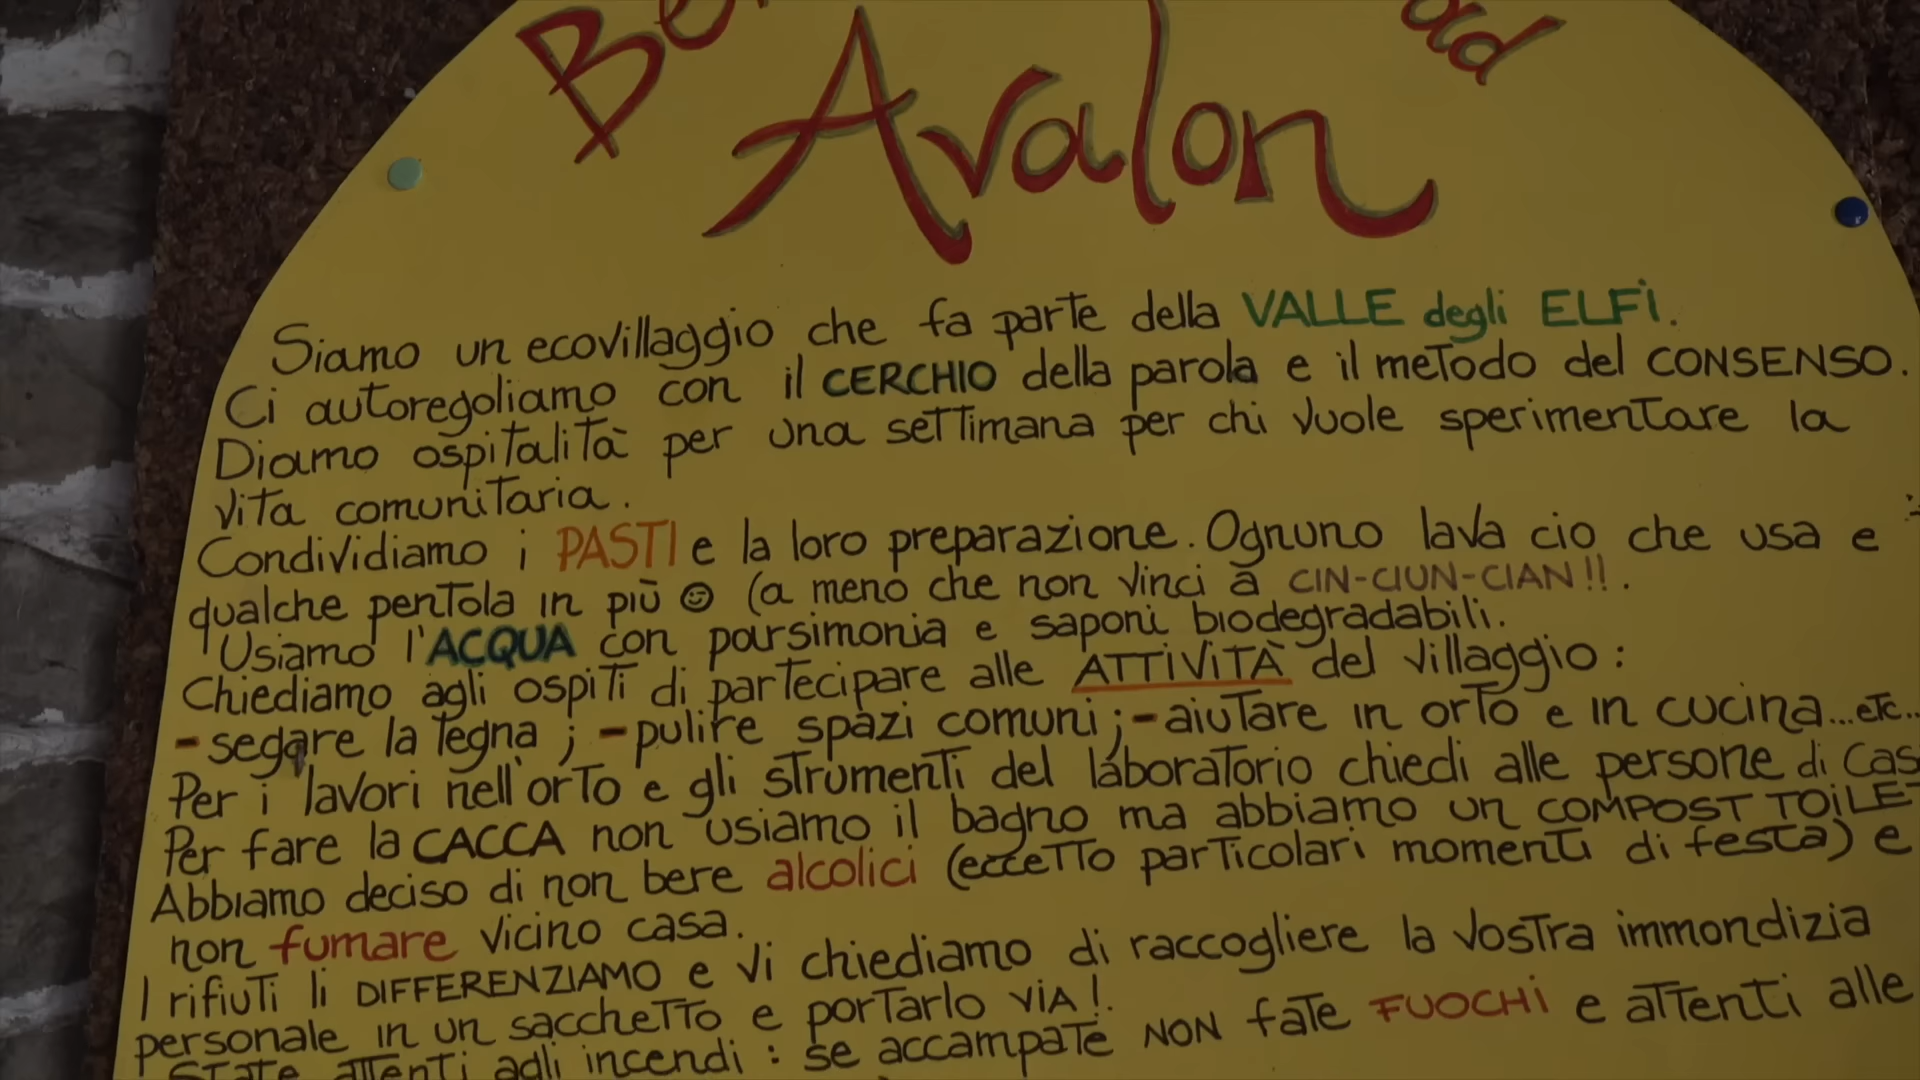 Avalon
Siamo un ecovillaggio che fa parte della VALLE degli ELFi.
Ci autoregoliamo con il CERCHIO della parola e il metodo del CONSENSO.
Diamo ospitalità per una settimana per chi vuole sperimentare la
vita comunitaria.
Condividiamo i PASTI e la loro preparazione. Ognuno lava cio che usa e
qualche pentola in più ☺ (a meno che non vinci a CIN-CIUN-CIAN!!.
Usiamo l'ACQUA con parsimonia e saponi biodegradabili.
Chiediamo agli ospiti di partecipare alle ATTIVITÀ del villaggio:
- segare la legna ; - pulire spazi comuni ; - aiutare in orto e in cucina...etc..
Per i lavori nell'orto e gli strumenti del laboratorio chiedi alle persone di
Per fare la CACCA non usiamo il bagno ma abbiamo un COMPOST
Abbiamo deciso di non bere alcolici (eccetto particolari momenti di festa) e
non fumare vicino casa.
I rifiuti li DIFFERENZIAMO e vi chiediamo di raccogliere la vostra immondizia
personale in un sacchetto e portarlo VIA!
attenti agli incendi : se accampate NON fate FUOCHI e attenti alle